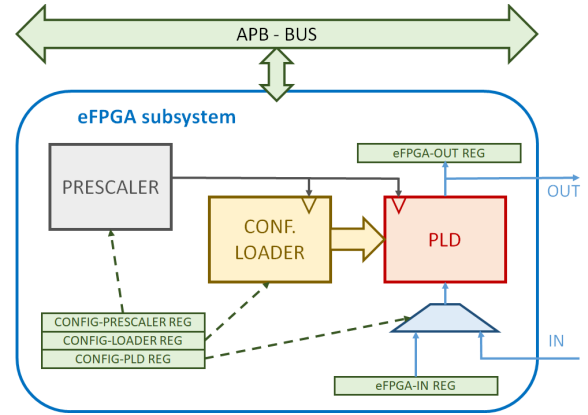 APB - BUS
eFPGA subsystem
eFPGA-OUT REG
PRESCALER
OUT
CONF.
LOADER
PLD
CONFIG-PRESCALER REG
CONFIG-LOADER REG
CONFIG-PLD REG
IN
eFPGA-IN REG